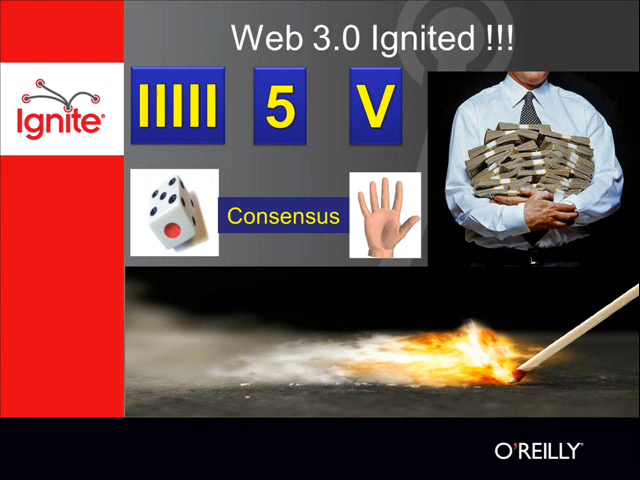 Web 3.0 Ignited !!!
Ignite
IIIII 5 V
Consensus
O'REILLY